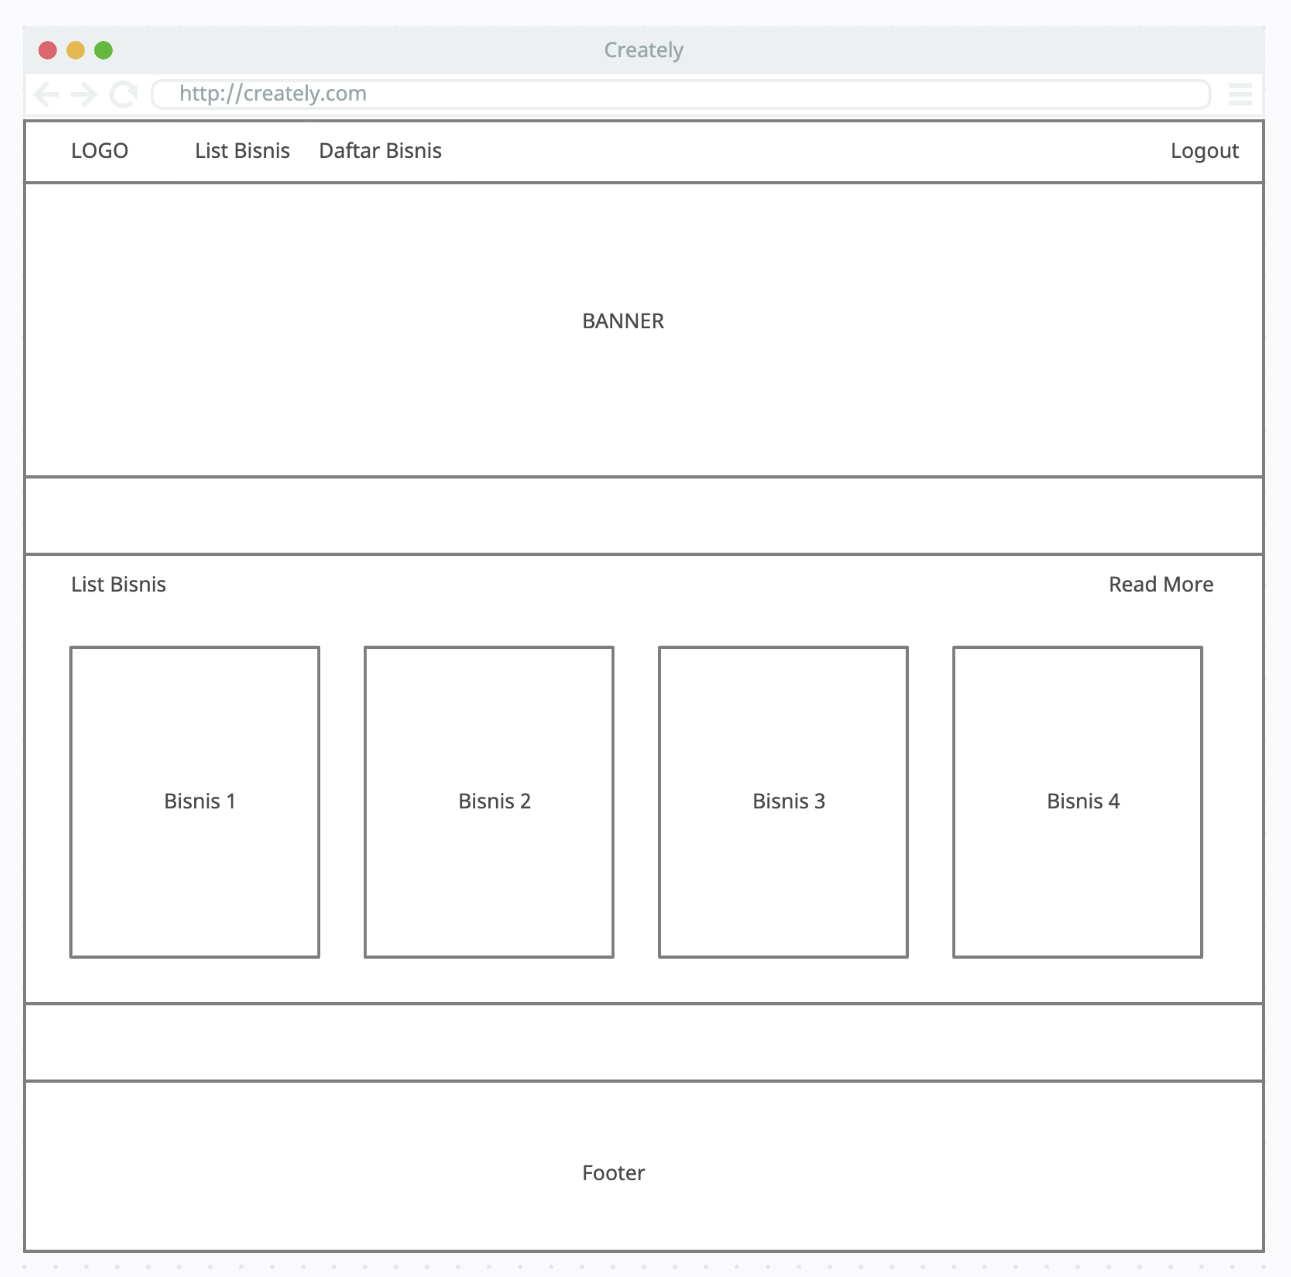 Creately
http://creately.com
LOGO List Bisnis Daftar Bisnis Logout
BANNER
List Bisnis Read More
Bisnis 1 Bisnis 2 Bisnis 3 Bisnis 4
Footer